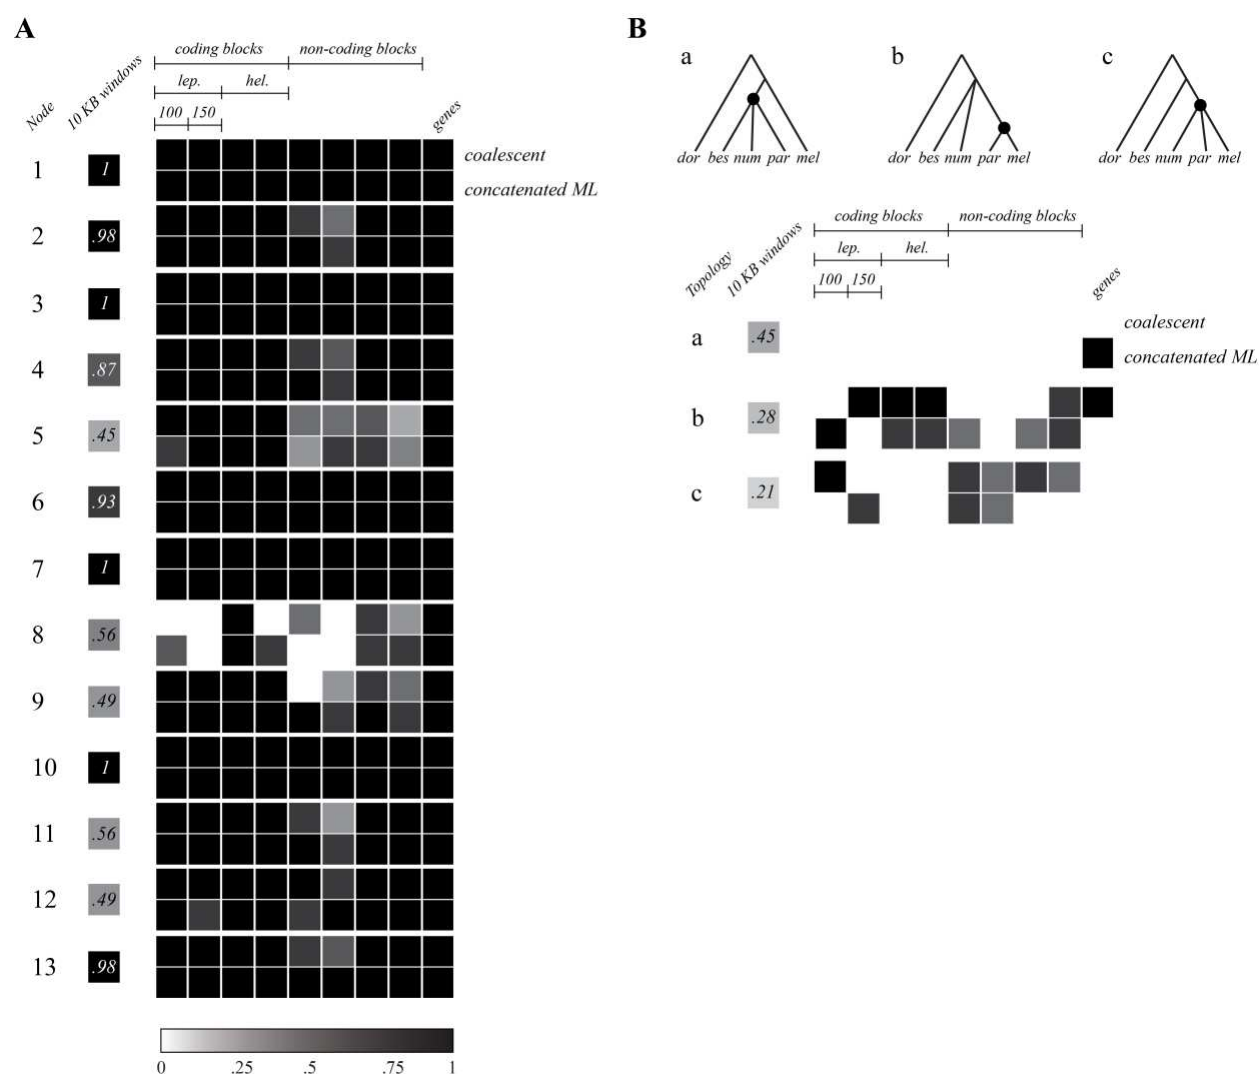 A
Node
10 KB windows
coding blocks
non-coding blocks
lep.
hel.
100
150
genes
coalescent
concatenated ML
1
1
2
.98
3
1
4
.87
5
.45
6
.93
7
1
8
.56
9
.49
10
1
11
.56
12
.49
13
.98
0
.25
.5
.75
1
B
a
b
c
dor bes num par mel
dor bes num par mel
dor bes num par mel
Topology
10 KB windows
coding blocks
non-coding blocks
lep.
hel.
100
150
genes
a
.45
coalescent
concatenated ML
b
.28
c
.21